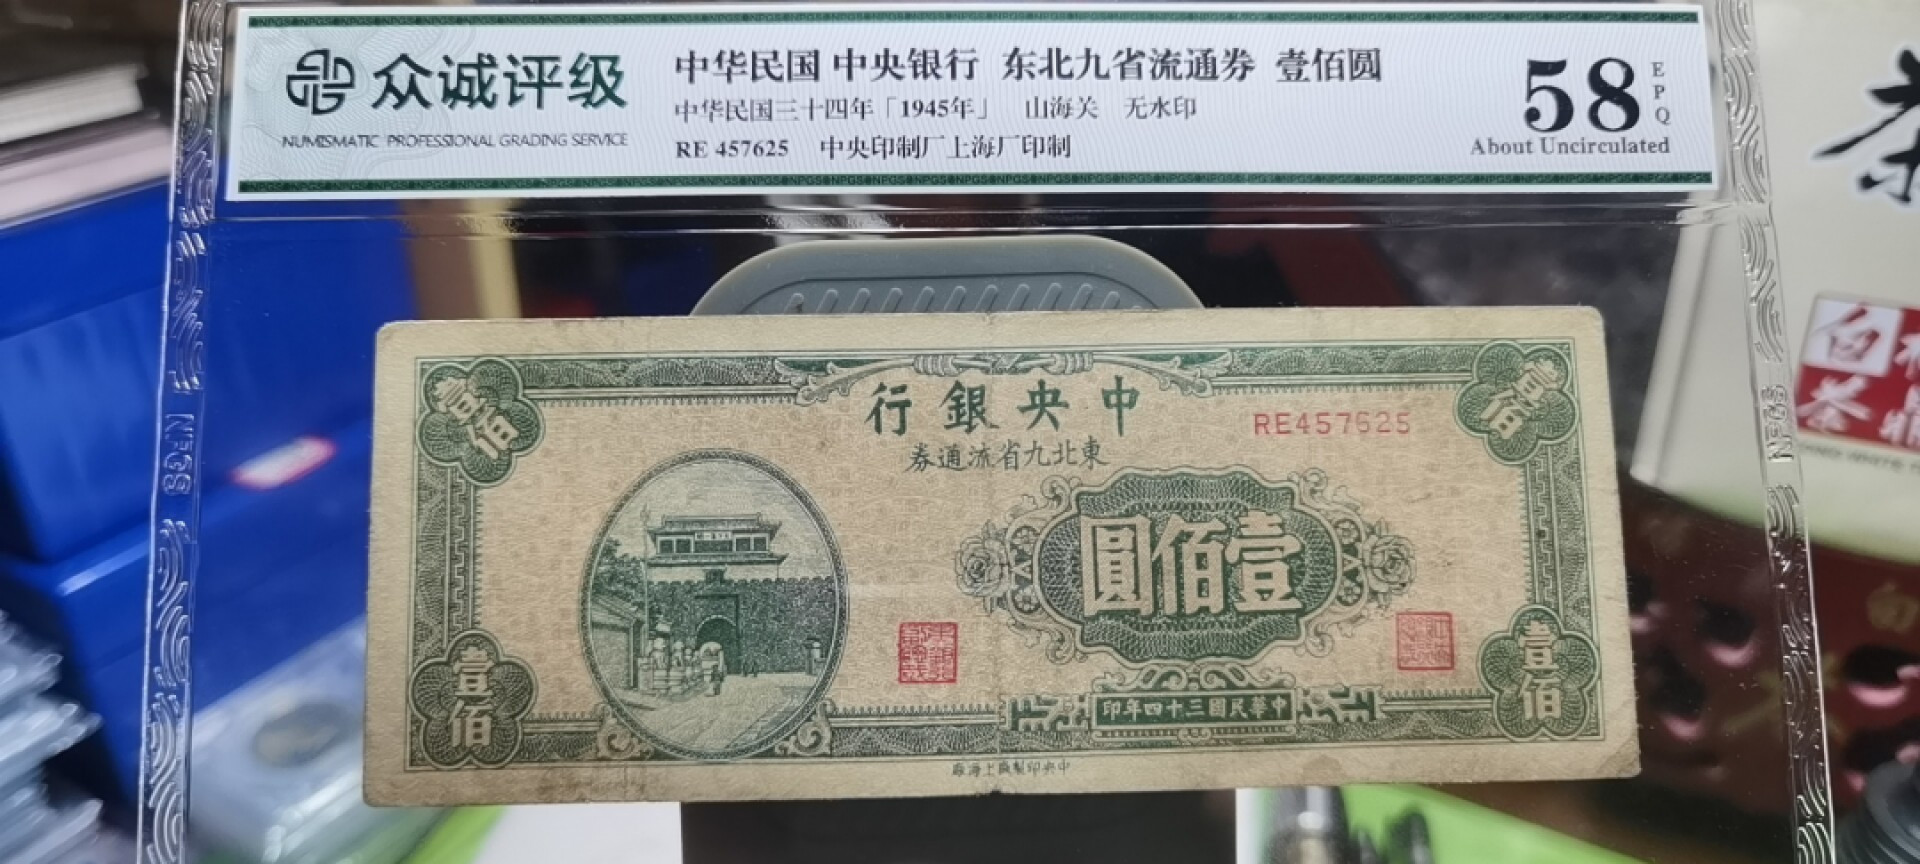 众诚评级
NUMISMATIC PROFESSIONAL GRADING SERVICE
中华民国 中央银行 东北九省流通券 壹佰圆
中华民国三十四年「1945年」 山海关 无水印
RE 457625 中央印制厂上海厂印制
58 EPQ
About Uncirculated
NPGS
NPGS
茶
白
茶
壹佰
行銀央中
RE457625
壹佰
券通流省九北東
圓佰壹
壹佰
印年四十三國民華中
壹佰
廠海上廠製印央中